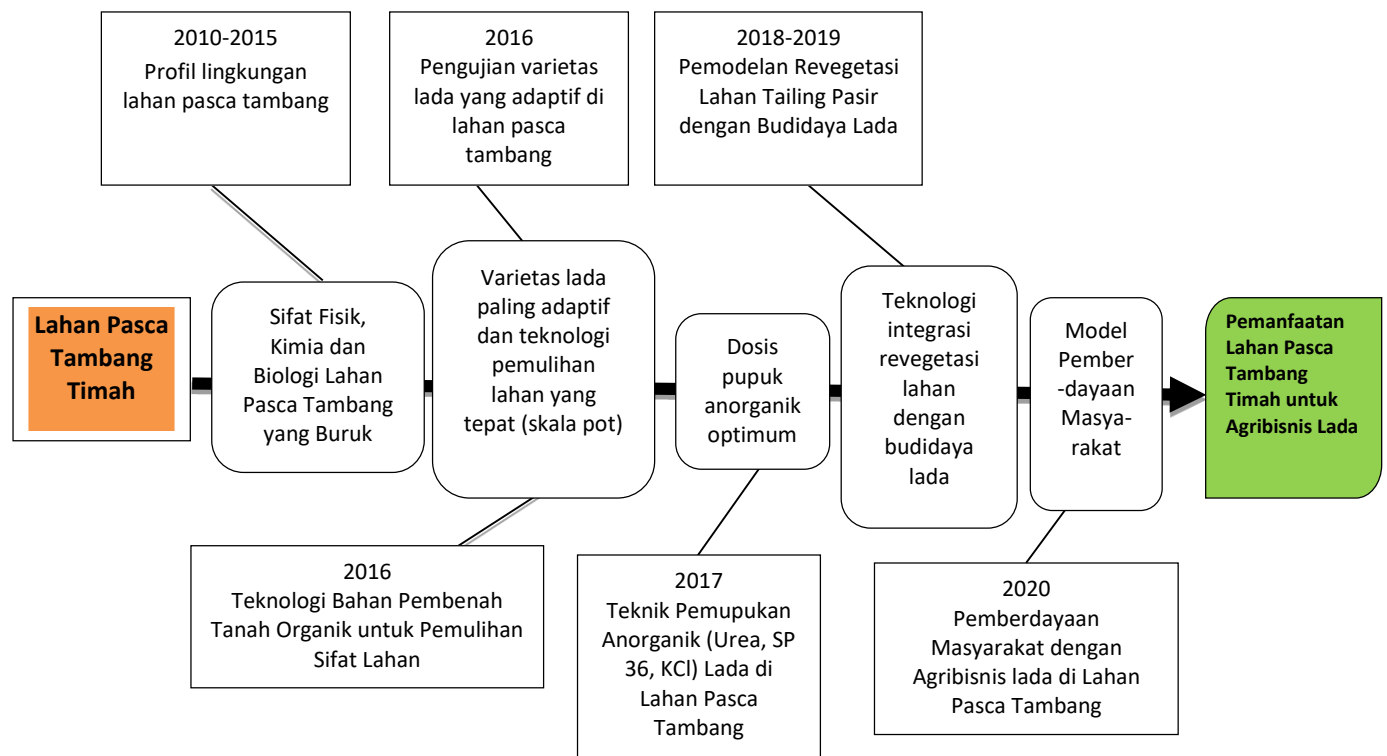 2010-2015
Profil lingkungan
lahan pasca tambang
2016
Pengujian varietas
lada yang adaptif di
lahan pasca
tambang
2018-2019
Pemodelan Revegetasi
Lahan Tailing Pasir
dengan Budidaya Lada
Lahan Pasca
Tambang
Timah
Sifat Fisik,
Kimia dan
Biologi Lahan
Pasca Tambang
yang Buruk
Varietas lada
paling adaptif
dan teknologi
pemulihan
lahan yang
tepat (skala pot)
Dosis
pupuk
anorganik
optimum
Teknologi
integrasi
revegetasi
lahan
dengan
budidaya
lada
Model
Pember
-dayaan
Masya-
rakat
Pemanfaatan
Lahan Pasca
Tambang
Timah untuk
Agribisnis Lada
2016
Teknologi Bahan Pembenah
Tanah Organik untuk Pemulihan
Sifat Lahan
2017
Teknik Pemupukan
Anorganik (Urea, SP
36, KCl) Lada di
Lahan Pasca
Tambang
2020
Pemberdayaan
Masyarakat dengan
Agribisnis lada di Lahan
Pasca Tambang